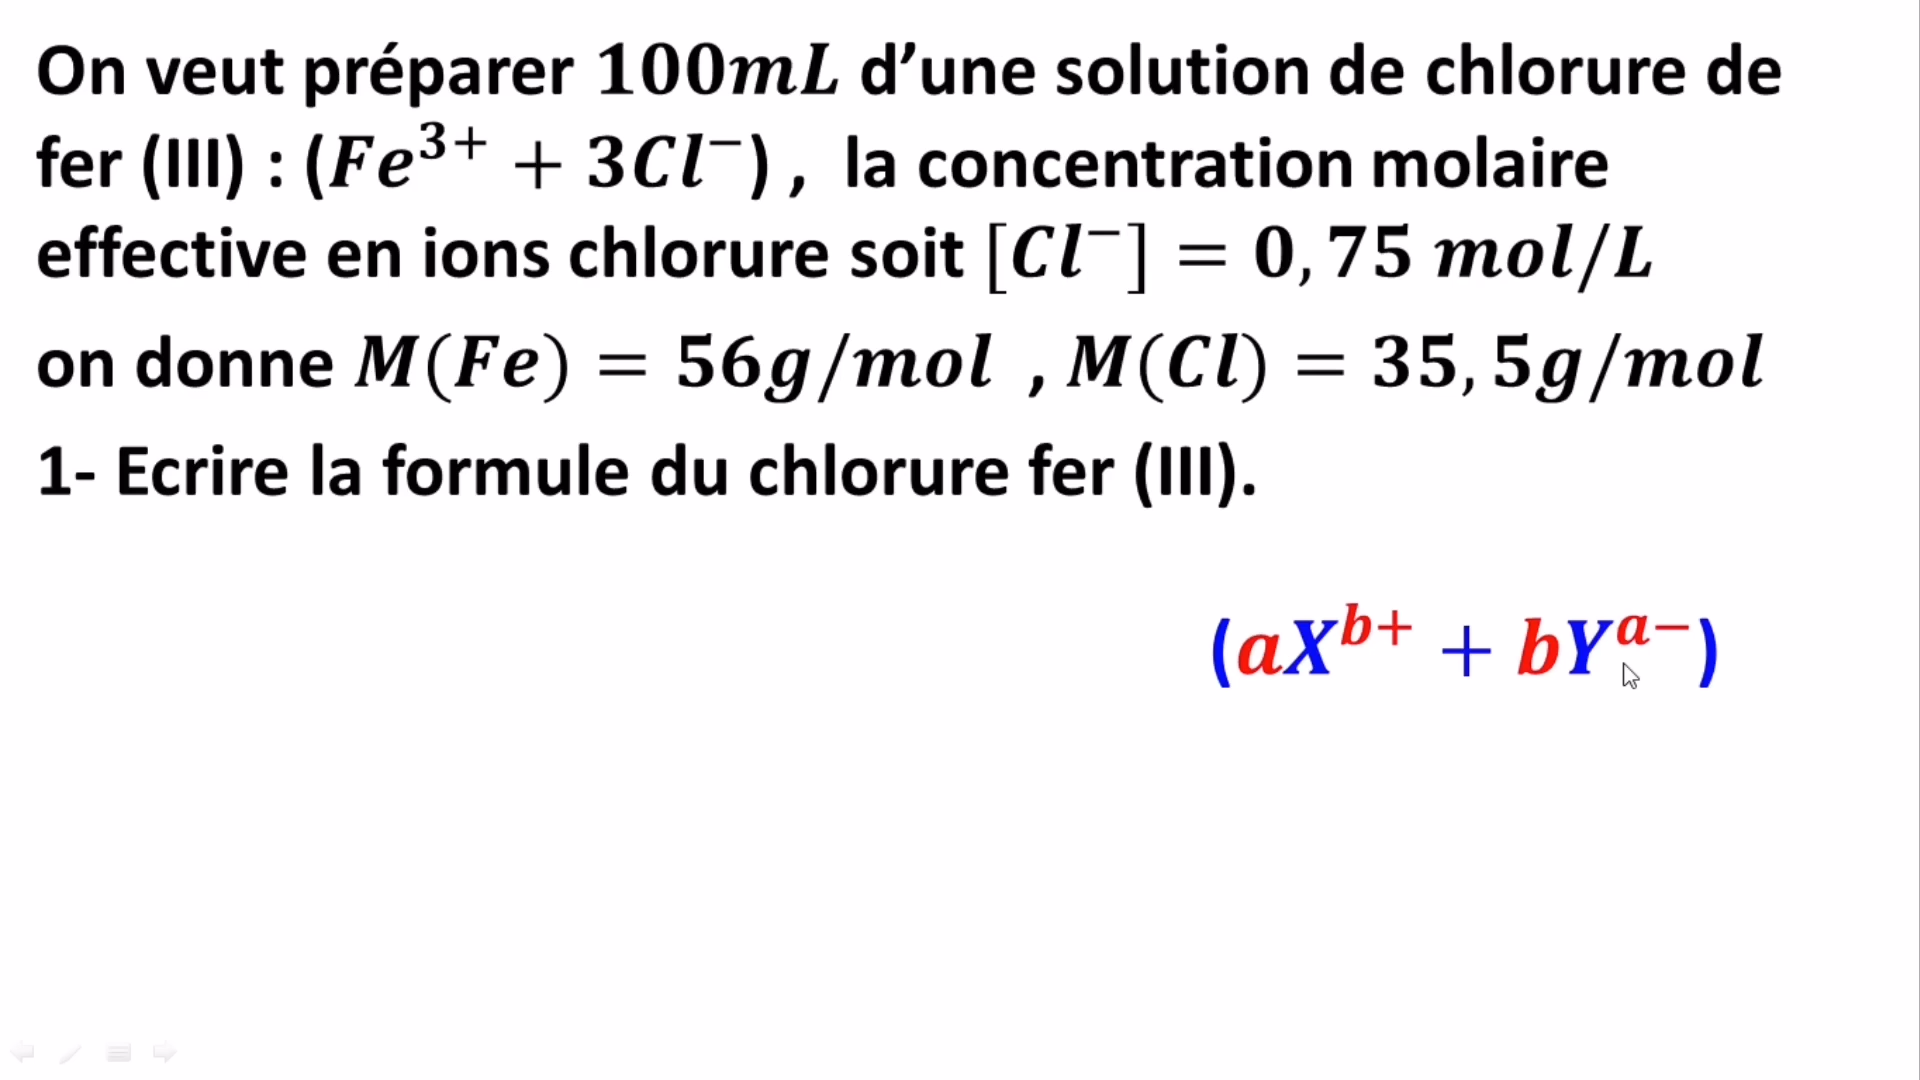 On veut préparer 100mL d’une solution de chlorure de
fer (III) : (Fe³⁺ + 3Cl⁻) , la concentration molaire
effective en ions chlorure soit [Cl⁻] = 0,75 mol/L
on donne M(Fe) = 56g/mol , M(Cl) = 35,5g/mol
1- Ecrire la formule du chlorure fer (III).
(aXᵇ⁺ + bYᵃ⁻)